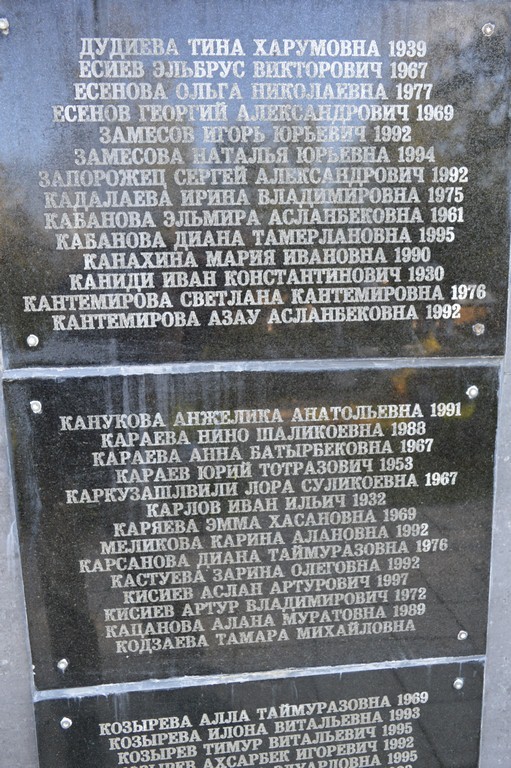 ДУДИЕВА ТИНА ХАРУМОВНА 1939
ЕСИЕВ ЭЛЬБРУС ВИКТОРОВИЧ 1967
ЕСЕНОВА ОЛЬГА НИКОЛАЕВНА 1977
ЕСЕНОВ ГЕОРГИЙ АЛЕКСАНДРОВИЧ 1969
ЗАМЕСОВ ИГОРЬ ЮРЬЕВИЧ 1992
ЗАМЕСОВА НАТАЛЬЯ ЮРЬЕВНА 1994
ЗАПОРОЖЕЦ СЕРГЕЙ АЛЕКСАНДРОВИЧ 1992
КАДАЛАЕВА ИРИНА ВЛАДИМИРОВНА 1975
КАБАНОВА ЭЛЬМИРА АСЛАНБЕКОВНА 1961
КАБАНОВА ДИАНА ТАМЕРЛАНОВНА 1995
КАНАХИНА МАРИЯ ИВАНОВНА 1990
КАНИДИ ИВАН КОНСТАНТИНОВИЧ 1930
КАНТЕМИРОВА СВЕТЛАНА КАНТЕМИРОВНА 1976
КАНТЕМИРОВА АЗАУ АСЛАНБЕКОВНА 1992
КАНУКОВА АНЖЕЛИКА АНАТОЛЬЕВНА 1991
КАРАЕВА НИНО ШАЛИКОЕВНА 1988
КАРАЕВА АННА БАТЫРБЕКОВНА 1967
КАРАЕВ ЮРИЙ ТОТРАЗОВИЧ 1953
КАРКУЗАШЛВИЛИ ЛОРА СУЛИКОЕВНА 1967
КАРЛОВ ИВАН ИЛЬИЧ 1932
КАРЯЕВА ЭММА ХАСАНОВНА 1969
МЕЛИКОВА КАРИНА АЛАНОВНА 1992
КАРСАНОВА ДИАНА ТАЙМУРАЗОВНА 1976
КАСТУЕВА ЗАРИНА ОЛЕГОВНА 1992
КИСИЕВ АСЛАН АРТУРОВИЧ 1997
КИСИЕВ АРТУР ВЛАДИМИРОВИЧ 1972
КАЦАНОВА АЛАНА МУРАТОВНА 1989
КОДЗАЕВА ТАМАРА МИХАЙЛОВНА
КОЗЫРЕВА АЛЛА ТАЙМУРАЗОВНА 1969
КОЗЫРЕВА ИЛОНА ВИТАЛЬЕВНА 1993
КОЗЫРЕВ ТИМУР ВИТАЛЬЕВИЧ 1995
КОЗЫРЕВ АХСАРБЕК ИГОРЕВИЧ 1992
1995